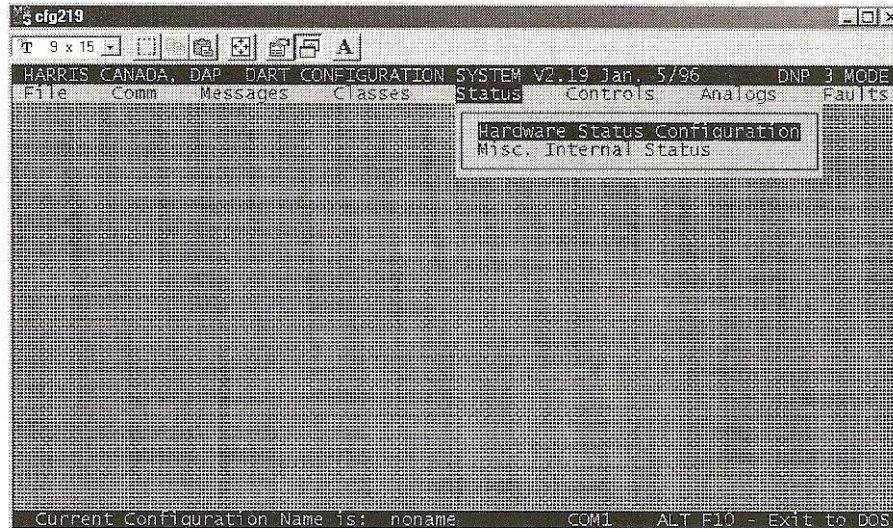 cfg219
9 x 15
A
HARRIS CANADA, DAP DART CONFIGURATION SYSTEM V2.19 Jan. 5/96 DNP 3 MODE
File Comm Messages Classes Status Controls Analogs Faults
Hardware Status Configuration
Misc. Internal Status
Current Configuration Name is: noname COM1 ALT F10 - Exit to DOS